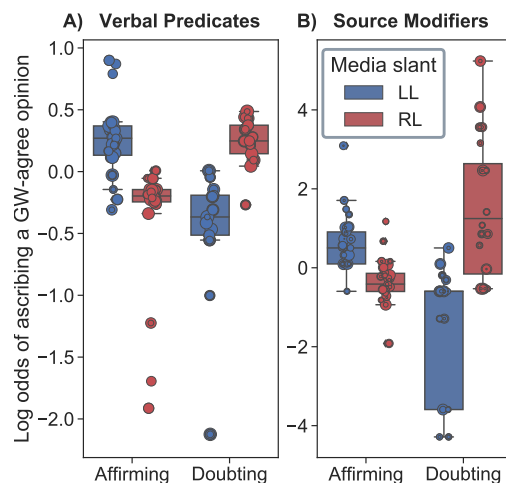 A) Verbal Predicates
B) Source Modifiers
Log odds of ascribing a GW-agree opinion
1.0
0.5
0.0
−0.5
−1.0
−1.5
−2.0
Affirming
Doubting
Media slant
LL
RL
4
2
0
−2
−4
Affirming
Doubting